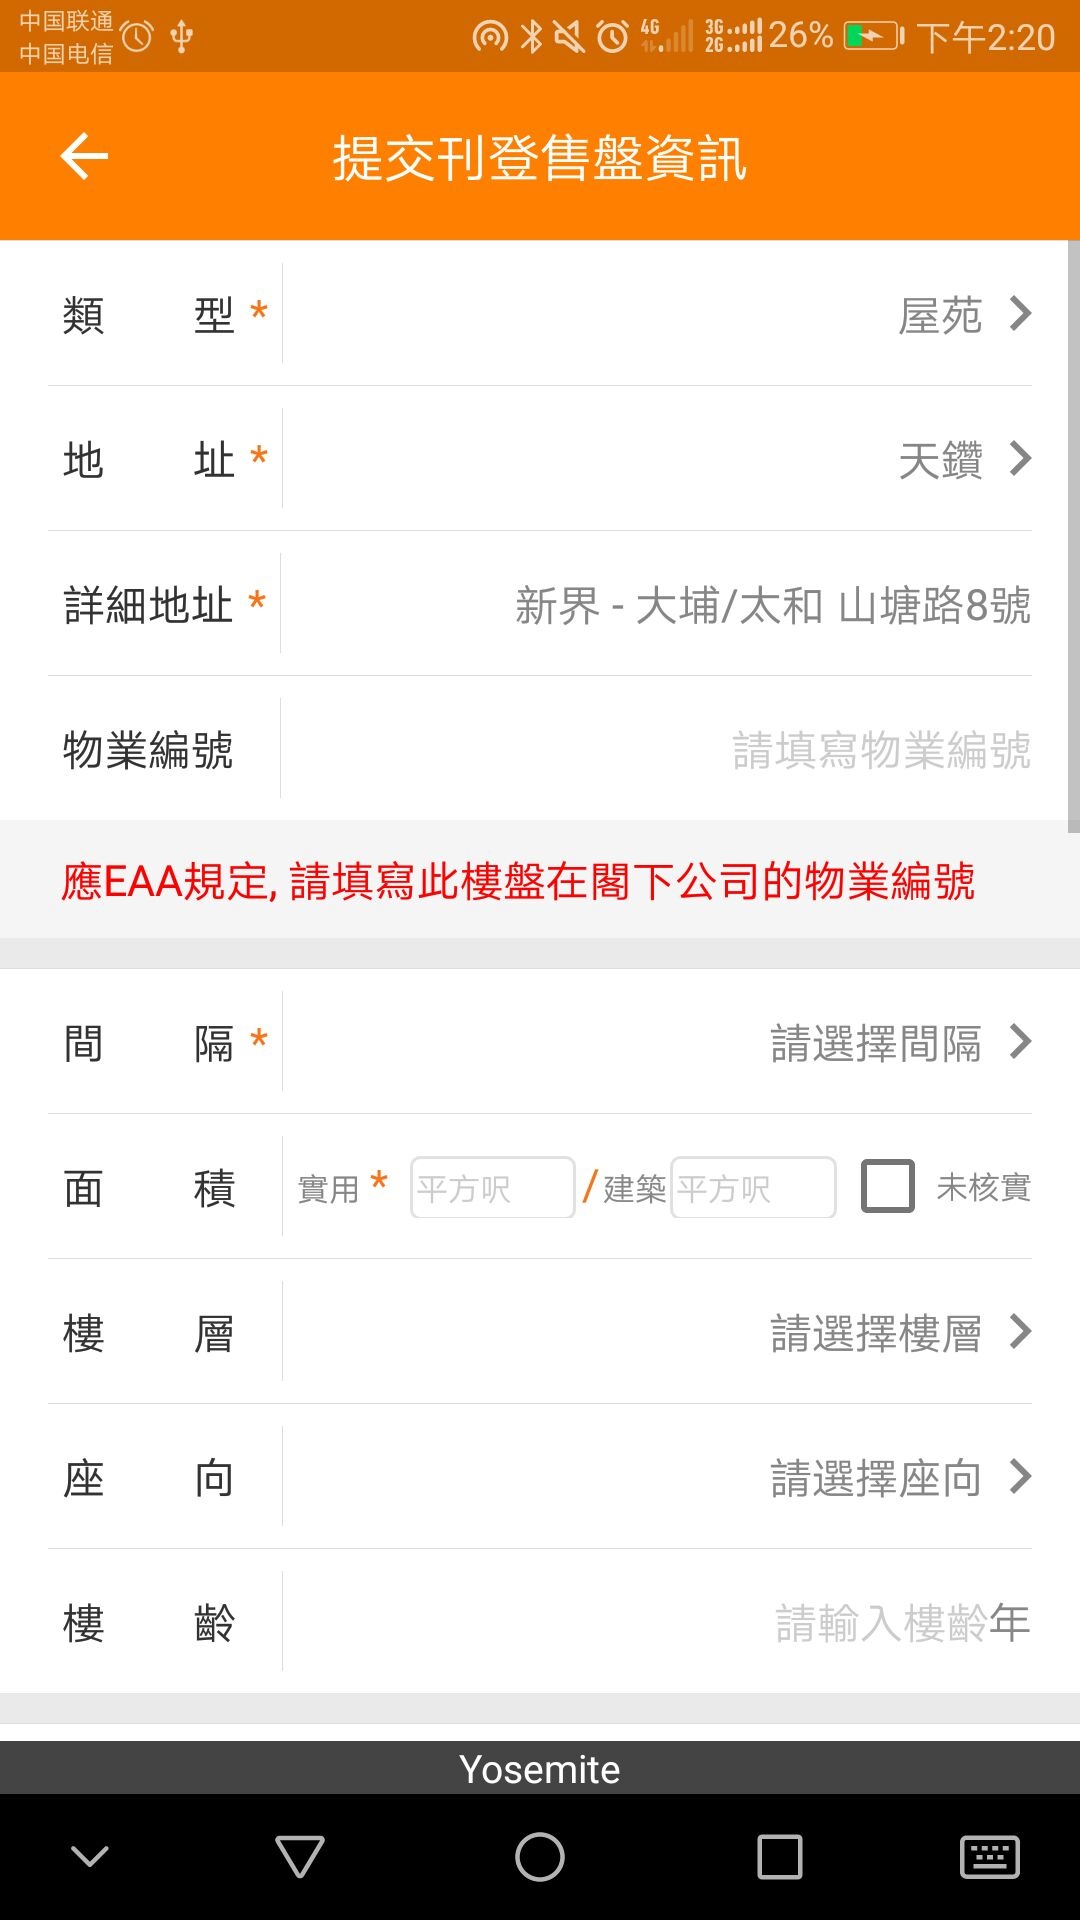 中国联通
中国电信
4G 3G 2G 26% 下午2:20
提交刊登售盤資訊
類型 * 屋苑
地址 * 天鑽
詳細地址 * 新界 - 大埔/太和 山塘路8號
物業編號 請填寫物業編號
應EAA規定, 請填寫此樓盤在閣下公司的物業編號
間隔 * 請選擇間隔
面積 實用 * 平方呎 / 建築 平方呎 未核實
樓層 請選擇樓層
座向 請選擇座向
樓齡 請輸入樓齡年
Yosemite